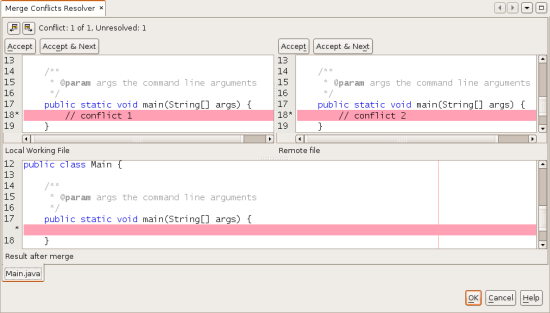 Merge Conflicts Resolver
Conflict: 1 of 1, Unresolved: 1
Accept Accept & Next
13
14 /**
15 * @param args the command line arguments
16 */
17 public static void main(String[] args) {
18* // conflict 1
19 }
Local Working File
Accept Accept & Next
13
14 /**
15 * @param args the command line arguments
16 */
17 public static void main(String[] args) {
18* // conflict 2
19 }
Remote file
12 public class Main {
13
14 /**
15 * @param args the command line arguments
16 */
17 public static void main(String[] args) {
*
18 }
Result after merge
Main.java
OK Cancel Help